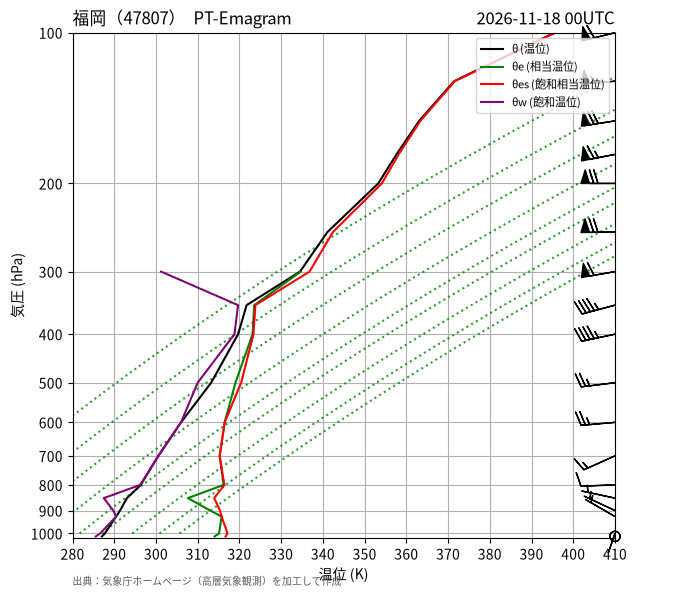 福岡（47807） PT-Emagram
2026-11-18 00UTC
θ (温位)
θe (相当温位)
θes (飽和相当温位)
θw (飽和温位)
気圧 (hPa)
100
200
300
400
500
600
700
800
900
1000
280 290 300 310 320 330 340 350 360 370 380 390 400 410
温位 (K)
出典：気象庁ホームページ（高層気象観測）を加工して作成